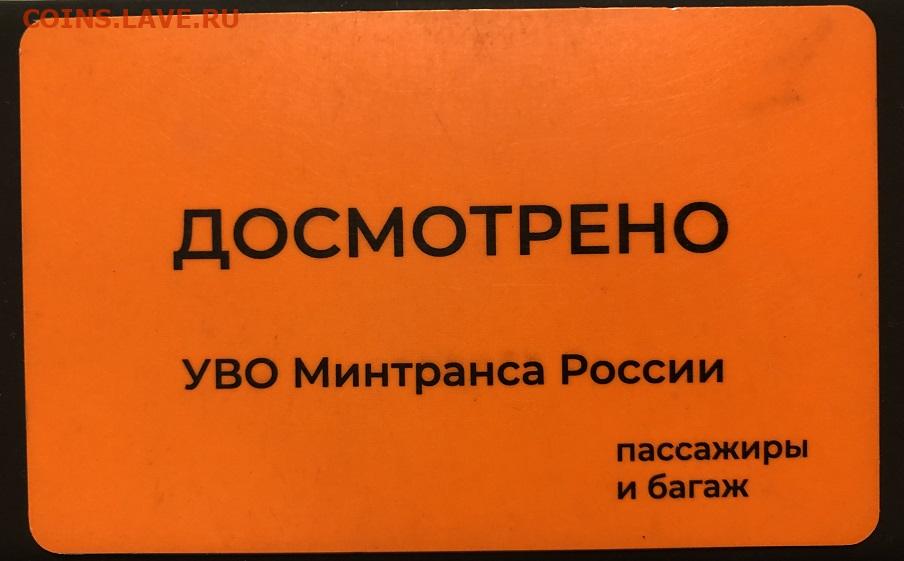 COINS.LAVE.RU
ДОСМОТРЕНО
УВО Минтранса России
пассажиры
и багаж